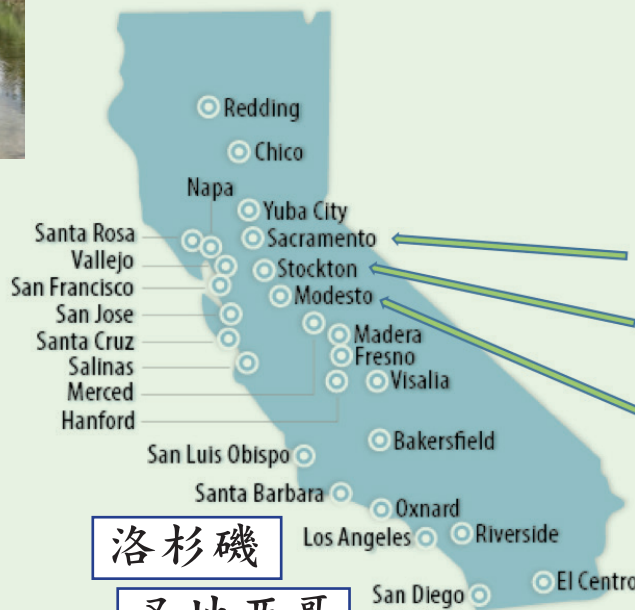 Redding
Chico
Napa
Yuba City
Santa Rosa
Sacramento
Vallejo
Stockton
San Francisco
Modesto
San Jose
Santa Cruz
Madera
Fresno
Salinas
Visalia
Merced
Hanford
Bakersfield
San Luis Obispo
Santa Barbara
Oxnard
洛杉磯
Los Angeles
Riverside
El Centro
San Diego